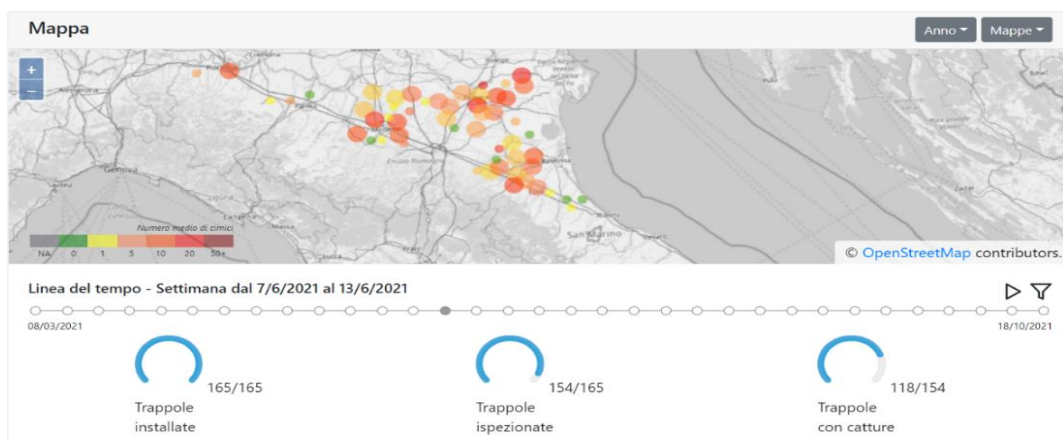 Mappa
Anno
Mappe
+
−
Genova
San Marino
Numero medio di cimici
NA 0 1 5 10 20 50+
© OpenStreetMap contributors.
Linea del tempo - Settimana dal 7/6/2021 al 13/6/2021
08/03/2021
18/10/2021
165/165
154/165
118/154
Trappole
installate
Trappole
ispezionate
Trappole
con catture